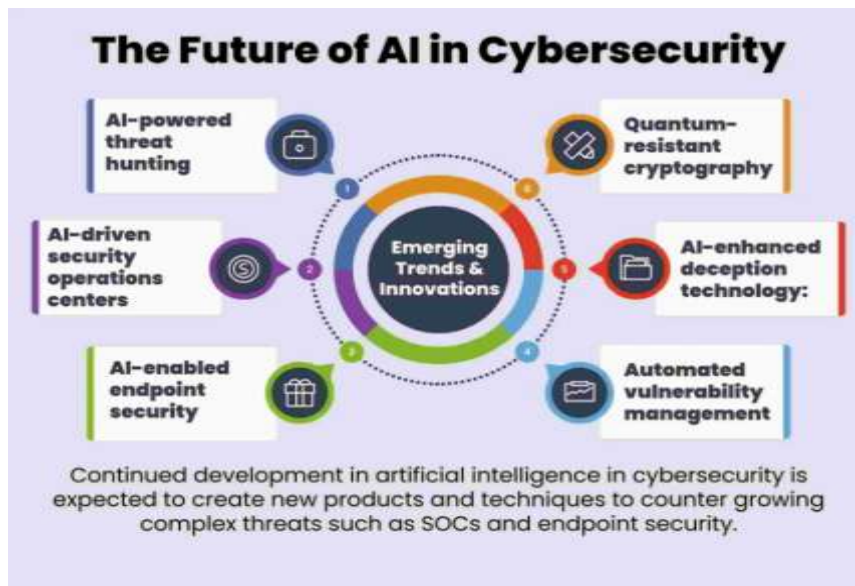 The Future of AI in Cybersecurity
AI-powered
threat
hunting
1
AI-driven
security
operations
centers
2
AI-enabled
endpoint
security
3
Emerging
Trends &
Innovations
Quantum-
resistant
cryptography
6
AI-enhanced
deception
technology:
5
Automated
vulnerability
management
4
Continued development in artificial intelligence in cybersecurity is
expected to create new products and techniques to counter growing
complex threats such as SOCs and endpoint security.